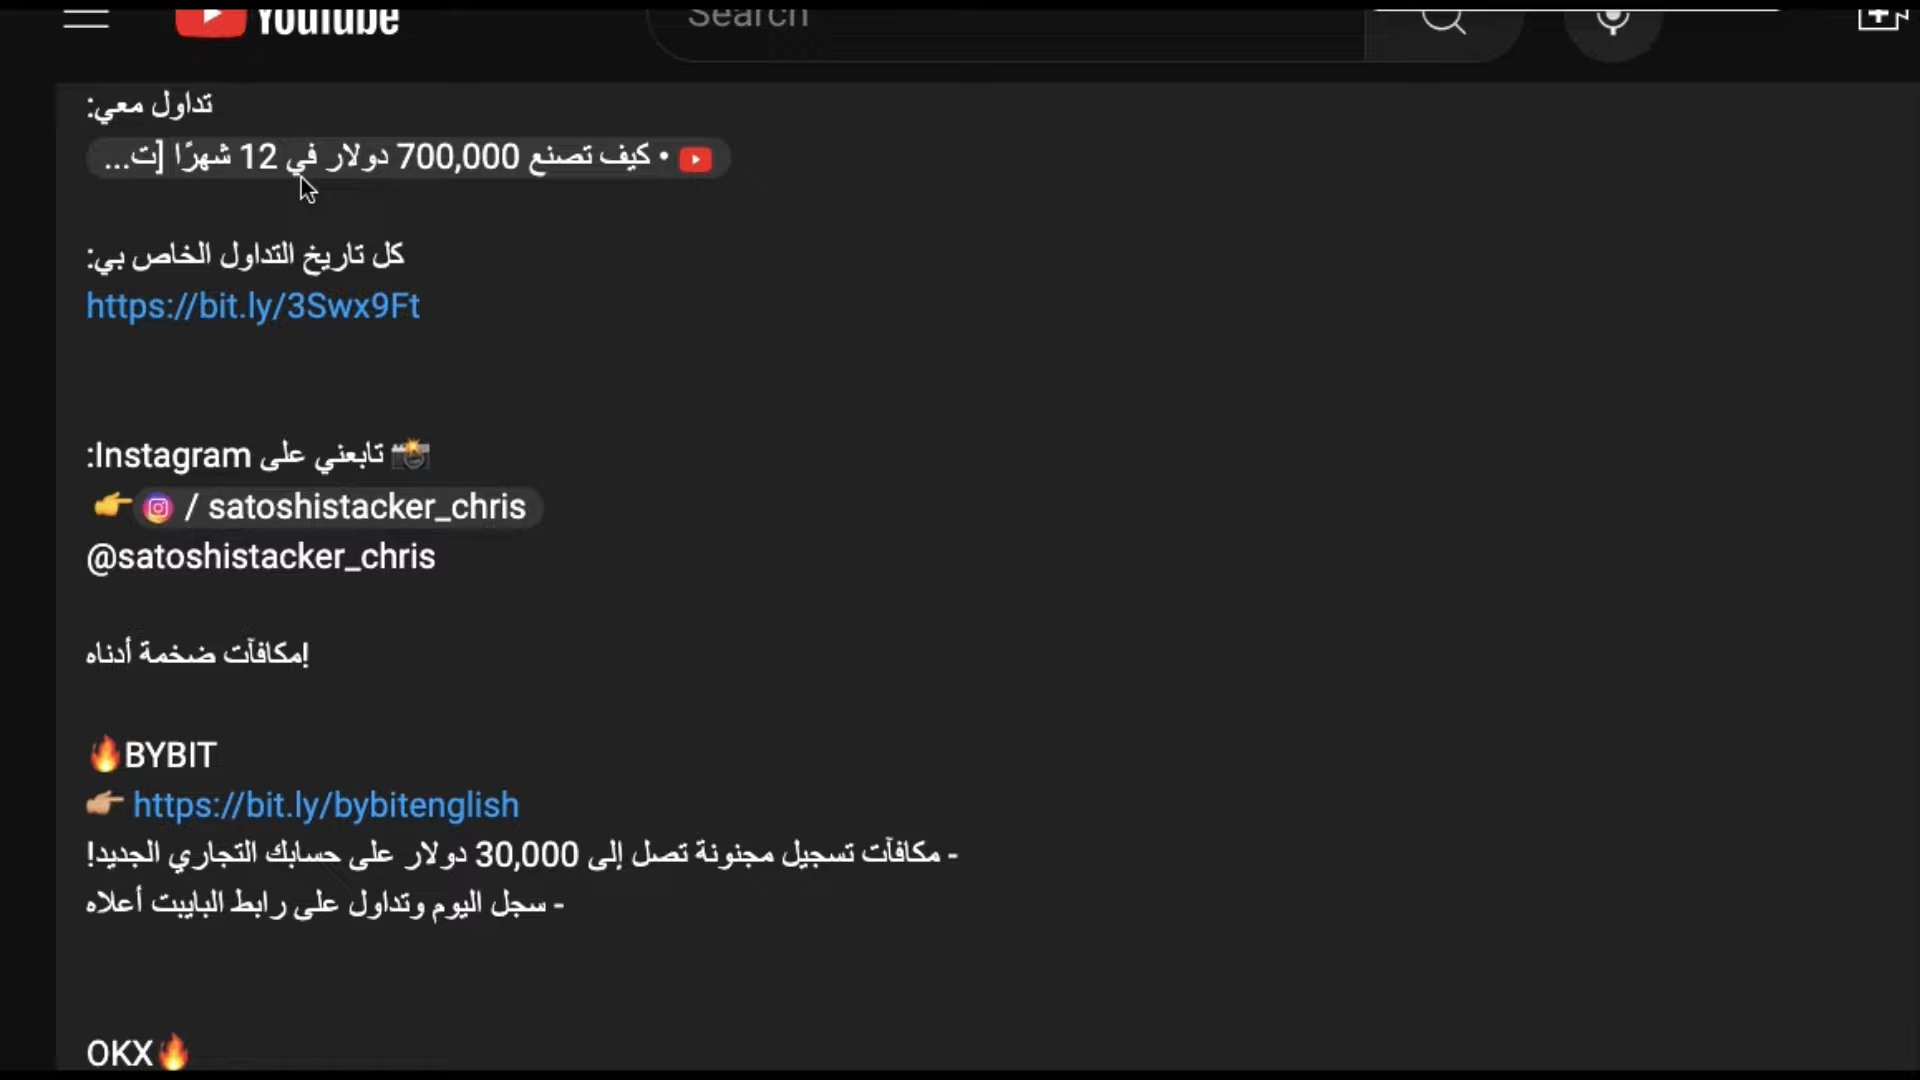 YouTube
Search
تداول معي:
• كيف تصنع 700,000 دولار في 12 شهرًا [ت...
كل تاريخ التداول الخاص بي:
https://bit.ly/3Swx9Ft
📸 تابعني على Instagram:
👉 / satoshistacker_chris
@satoshistacker_chris
مكافآت ضخمة أدناه!
🔥BYBIT
👉🏼 https://bit.ly/bybitenglish
- مكافآت تسجيل مجنونة تصل إلى 30,000 دولار على حسابك التجاري الجديد!
- سجل اليوم وتداول على رابط البايبت أعلاه
OKX🔥